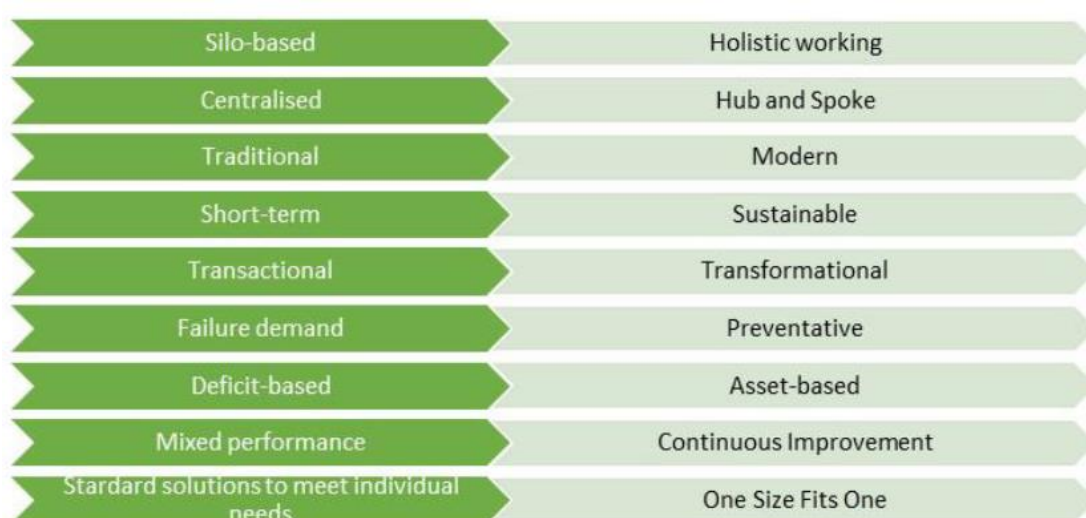 Silo-based
Holistic working
Centralised
Hub and Spoke
Traditional
Modern
Short-term
Sustainable
Transactional
Transformational
Failure demand
Preventative
Deficit-based
Asset-based
Mixed performance
Continuous Improvement
Stardard solutions to meet individual
needs
One Size Fits One